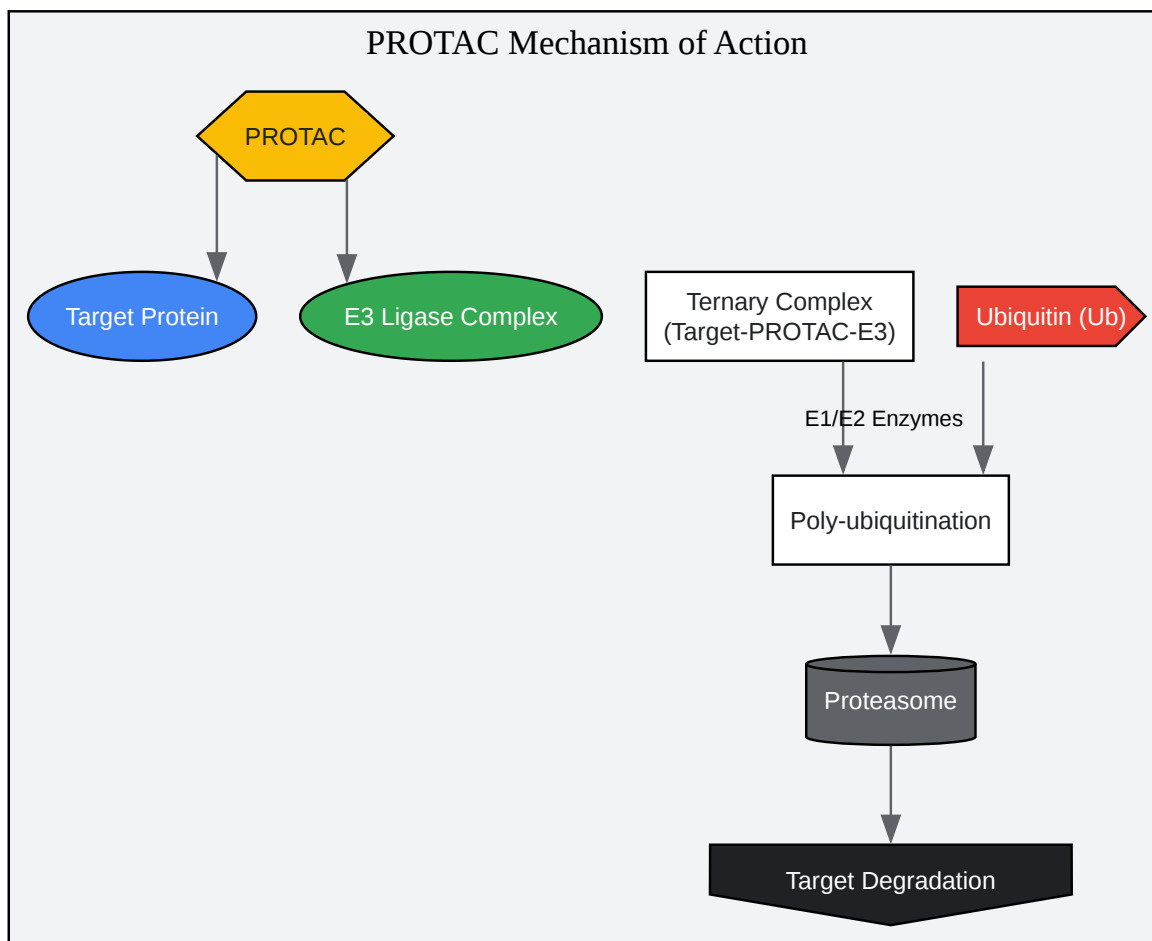 PROTAC Mechanism of Action
PROTAC
Target Protein
E3 Ligase Complex
Ternary Complex
(Target-PROTAC-E3)
Ubiquitin (Ub)
E1/E2 Enzymes
Poly-ubiquitination
Proteasome
Target Degradation